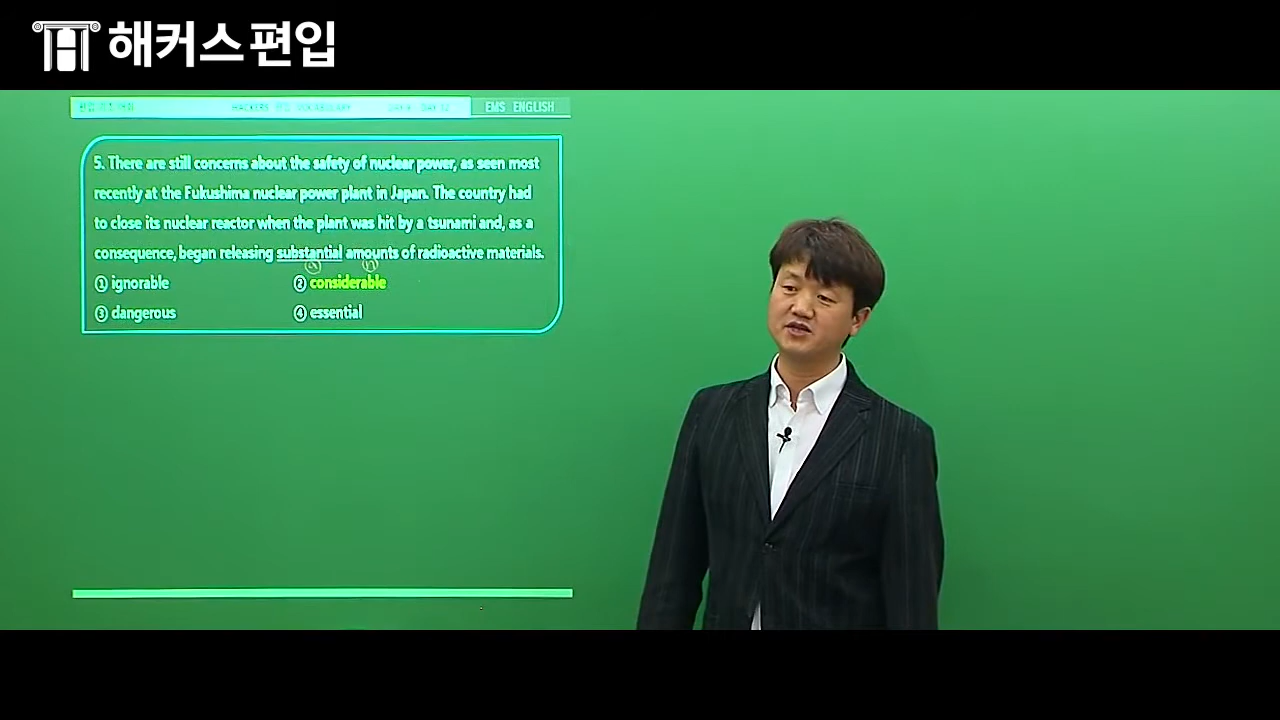 해커스 편입
EMS ENGLISH
5. There are still concerns about the safety of nuclear power, as seen most
recently at the Fukushima nuclear power plant in Japan. The country had
to close its nuclear reactor when the plant was hit by a tsunami and, as a
consequence, began releasing substantial amounts of radioactive materials.
① ignorable ② considerable
③ dangerous ④ essential